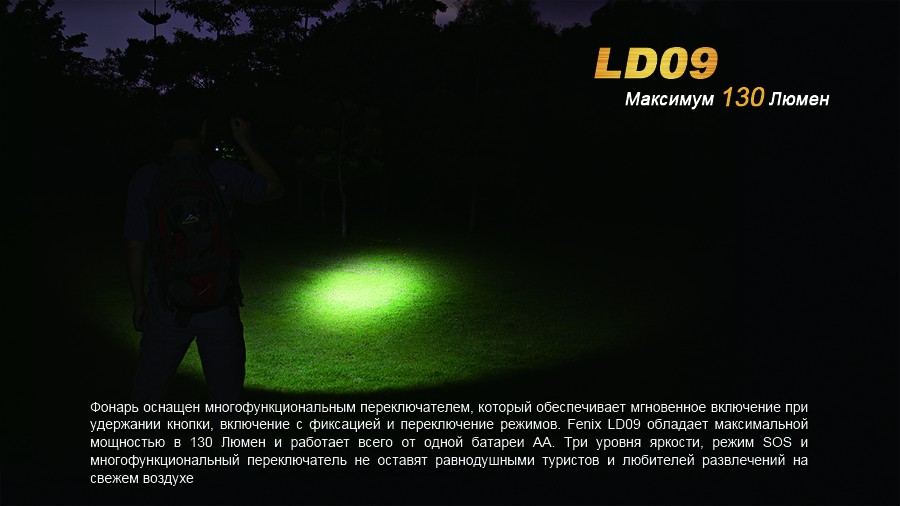 LD09
Максимум 130 Люмен
Фонарь оснащен многофункциональным переключателем, который обеспечивает мгновенное включение при
удержании кнопки, включение с фиксацией и переключение режимов. Fenix LD09 обладает максимальной
мощностью в 130 Люмен и работает всего от одной батареи АА. Три уровня яркости, режим SOS и
многофункциональный переключатель не оставят равнодушными туристов и любителей развлечений на
свежем воздухе